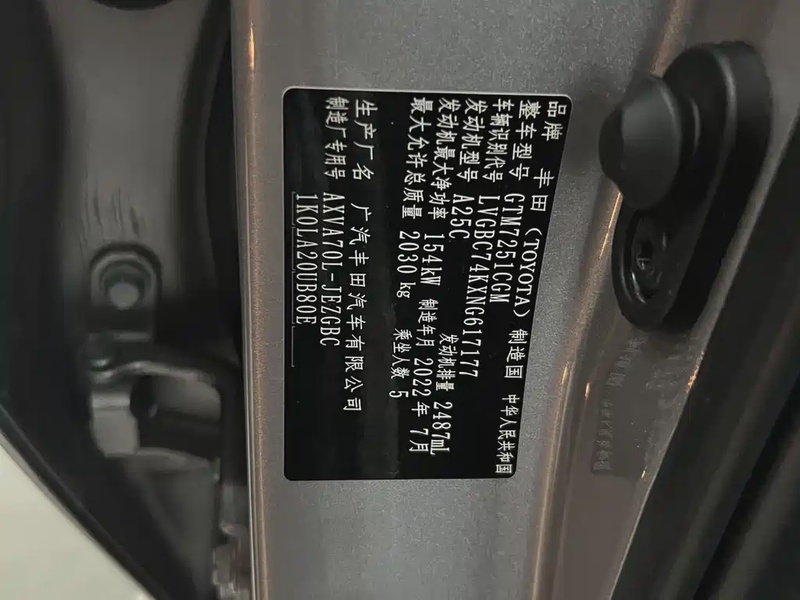 品牌 丰田（TOYOTA） 制造国 中华人民共和国
整车型号 GTM7251CGM
车辆识别代号 LVGBC74KXNG617177
发动机型号 A25C 发动机排量 2487mL
发动机最大净功率 154kW 制造年月 2022年7月
最大允许总质量 2030 kg 乘坐人数 5
生产厂名 广汽丰田汽车有限公司
制造厂专用号 AXVA70L-JEZGBC
1K0LA20UB80E